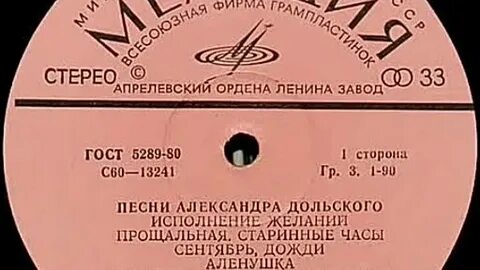 ВСЕСОЮЗНАЯ ФИРМА ГРАМПЛАСТИНОК
СТЕРЕО
33
АПРЕЛЕВСКИЙ ОРДЕНА ЛЕНИНА ЗАВОД
ГОСТ 5289-80
С60—13241
1 сторона
Гр. 3. 1-90
ПЕСНИ АЛЕКСАНДРА ДОЛЬСКОГО
ИСПОЛНЕНИЕ ЖЕЛАНИЙ
ПРОЩАЛЬНАЯ, СТАРИННЫЕ ЧАСЫ
СЕНТЯБРЬ, ДОЖДИ
АЛЕНУШКА